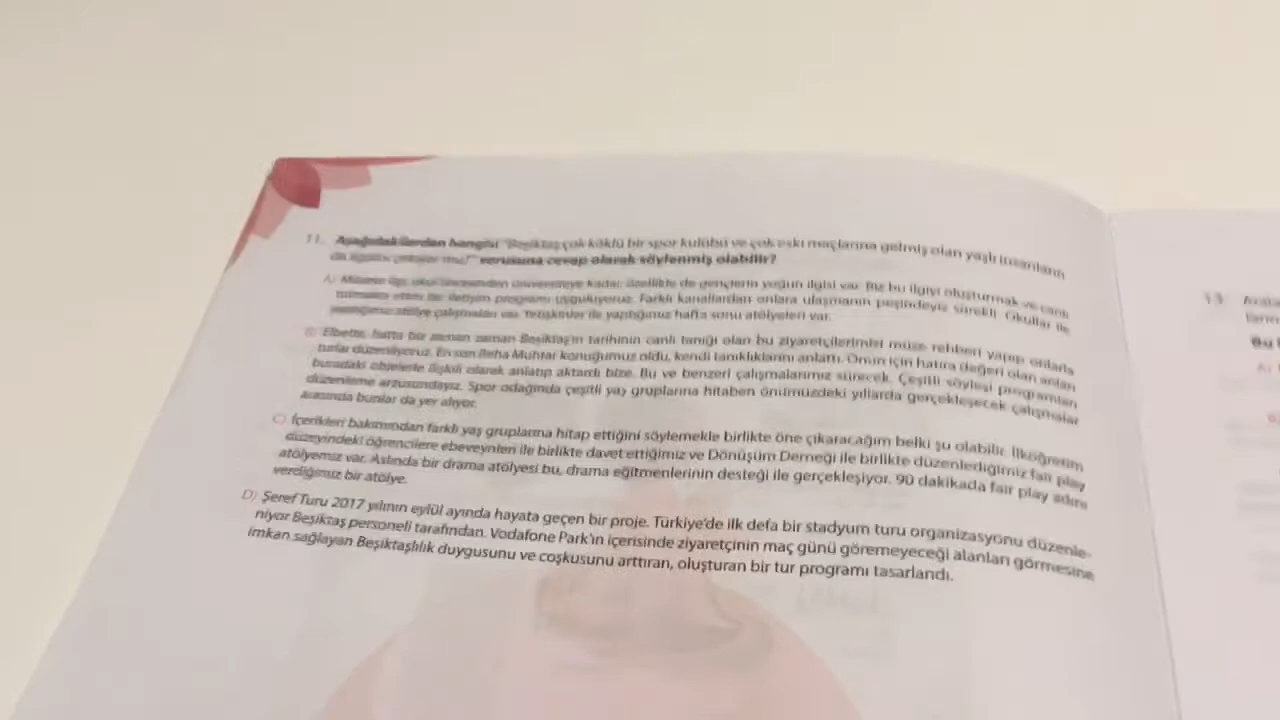 11. Aşağıdakilerden hangisi "Beşiktaş çok köklü bir spor kulübü ve çok eski maçlarına gelmiş olan yaşlı insanların
da ilgisini çekiyor mu?" sorusuna cevap olarak söylenmiş olabilir?
A) Müzenin ilgi, okul öncesinden üniversiteye kadar. Özellikle de gençlerin yoğun ilgisi var. Biz bu ilgiyi oluşturmak ve canlı
tutmakta etkin bir iletişim programı uyguluyoruz. Farklı kanallardan onlara ulaşmanın peşindeyiz sürekli. Okullar ile
atölye çalışmaları var. Yetişkinler ile yaptığımız hafta sonu atölyeleri var.
B) Elbette, hatta bir zaman zaman Beşiktaş'ın tarihinin canlı tanığı olan bu ziyaretçilerimizi müze rehberi yapıp onlarla
turlar düzenliyoruz. En son Reha Muhtar konuğumuz oldu, kendi tanıklıklarını anlattı. Onun için hatıra değeri olan anları
buradaki objelerle ilişkili olarak anlatıp aktardı bize. Bu ve benzeri çalışmalarımız sürecek. Çeşitli söyleşi programları
düzenleme arzusundayız. Spor odağında çeşitli yaş gruplarına hitaben önümüzdeki yıllarda gerçekleşecek çalışmalar
arasında bunlar da yer alıyor.
C) İçerikleri bakımından farklı yaş gruplarına hitap ettiğini söylemekle birlikte öne çıkaracağım belki şu olabilir. İlköğretim
düzeyindeki öğrencilere ebeveynleri ile birlikte davet ettiğimiz ve Dönüşüm Derneği ile birlikte düzenlediğimiz fair play
atölyemiz var. Aslında bir drama atölyesi bu, drama eğitmenlerinin desteği ile gerçekleşiyor. 90 dakikada fair play adını
verdiğimiz bir atölye.
D) Şeref Turu 2017 yılının eylül ayında hayata geçen bir proje. Türkiye'de ilk defa bir stadyum turu organizasyonu düzenle-
niyor Beşiktaş personeli tarafından. Vodafone Park'ın içerisinde ziyaretçinin maç günü göremeyeceği alanları görmesine
imkan sağlayan Beşiktaşlılık duygusunu ve coşkusunu arttıran, oluşturan bir tur programı tasarlandı.
13.
Bu